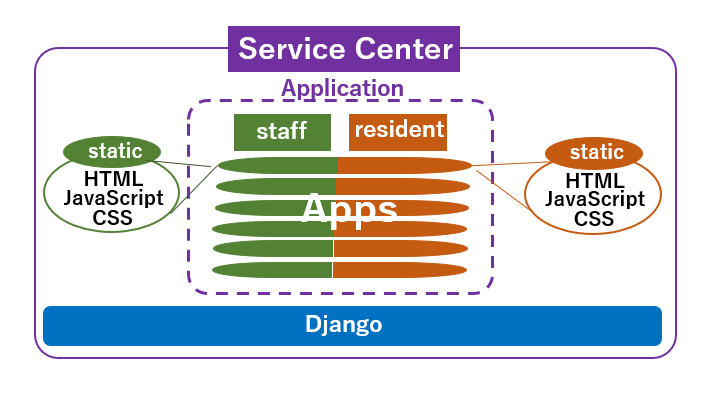 Service Center
Application
staff
resident
static
HTML
JavaScript
CSS
Apps
static
HTML
JavaScript
CSS
Django